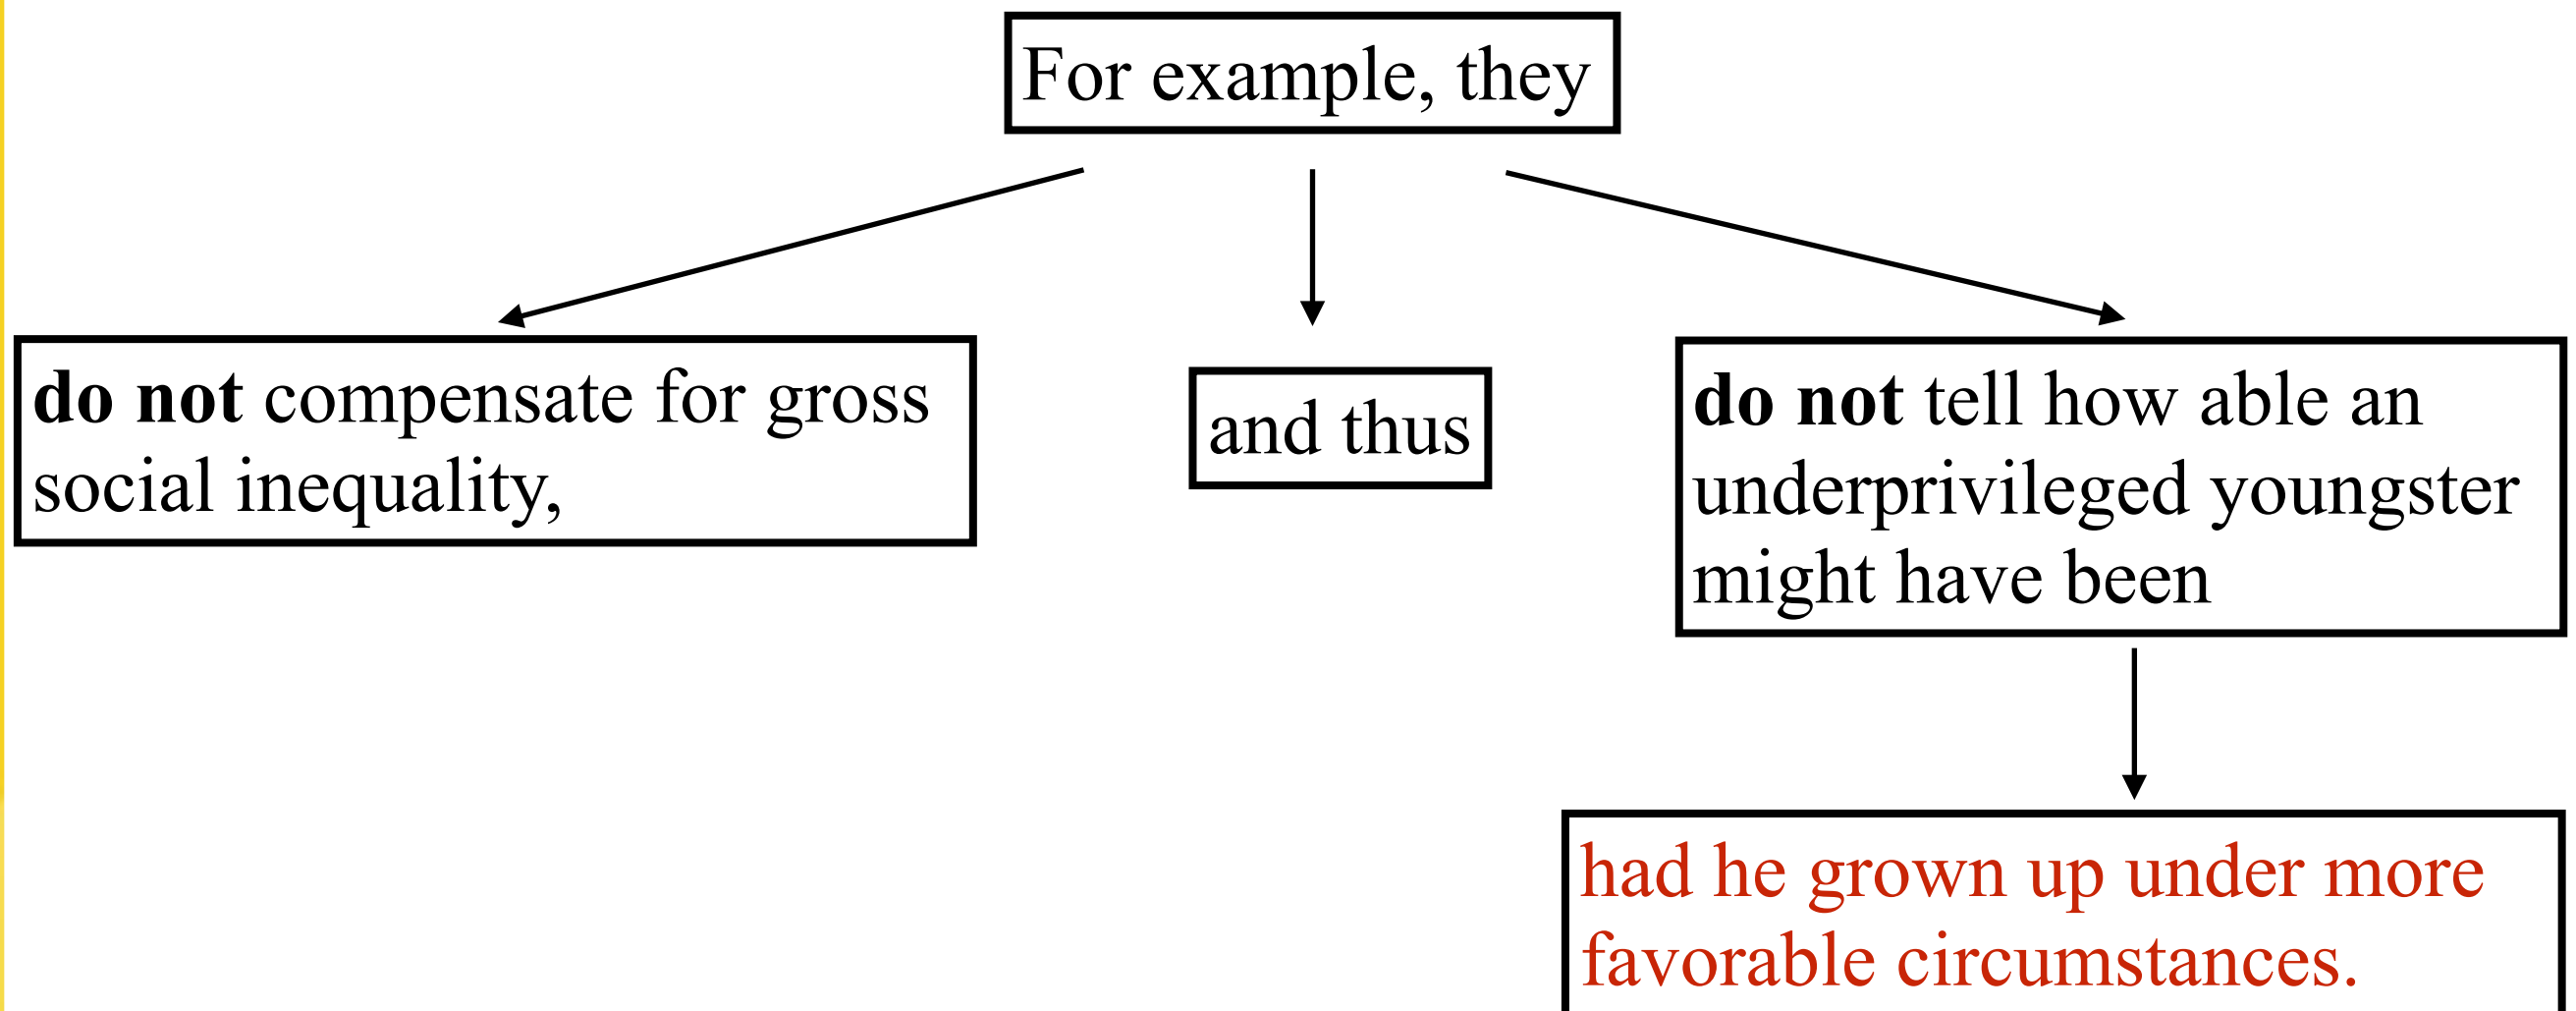 For example, they
do not compensate for gross
social inequality,
and thus
do not tell how able an
underprivileged youngster
might have been
had he grown up under more
favorable circumstances.